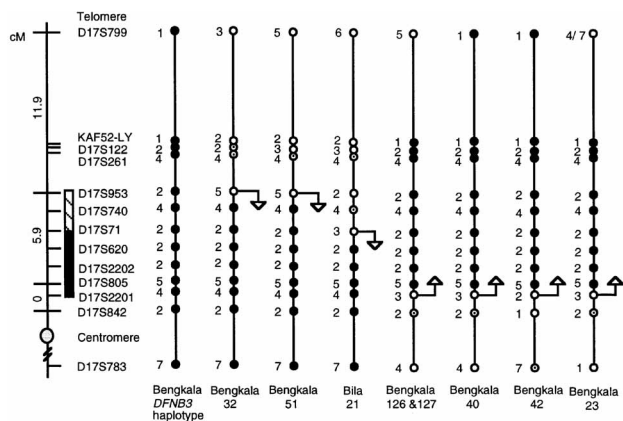 Telomere
cM
D17S799 1 3 5 6 5 1 1 4/7
11.9
KAF52-LY 1 2 2 2 1 1 1 1
D17S122 2 2 3 3 2 2 2 2
D17S261 4 4 4 4 4 4 4 4
D17S953 2 5 5 2 2 2 2 2
D17S740 4 4 4 4 4 4 4 4
5.9
D17S71 2 2 2 3 2 2 2 2
D17S620 2 2 2 2 2 2 2 2
D17S2202 2 2 2 2 2 2 2 2
D17S805 5 5 5 5 5 5 5 5
0
D17S2201 4 4 4 4 3 3 2 3
D17S842 2 2 2 2 2 2 1 2
Centromere
D17S783 7 7 7 7 4 4 7 1
Bengkala Bengkala Bengkala Bila Bengkala Bengkala Bengkala Bengkala
DFNB3 32 51 21 126 &127 40 42 23
haplotype